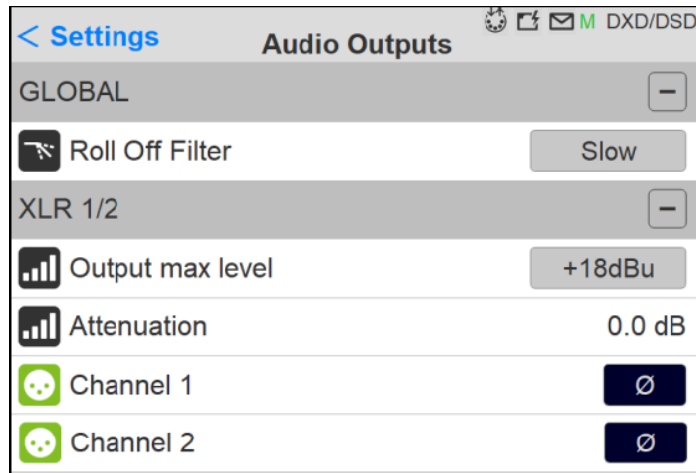 < Settings
Audio Outputs
M DXD/DSD
GLOBAL
Roll Off Filter
Slow
XLR 1/2
Output max level
+18dBu
Attenuation
0.0 dB
Channel 1
Ø
Channel 2
Ø